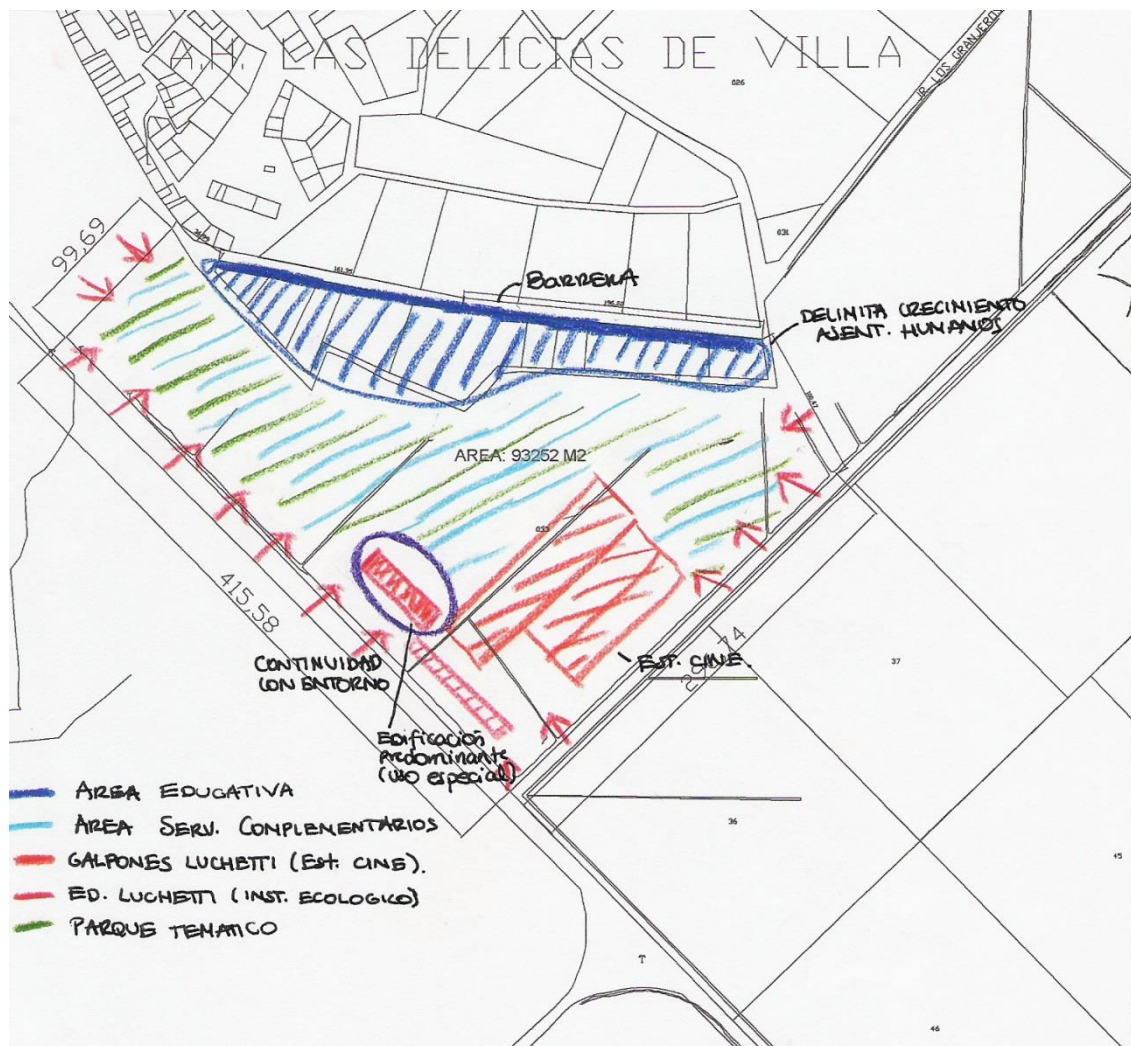 A.H. LAS DELICIAS DE VILLA
JR. LOS GRANJEROS
026
031
99,69
BARRERA
DELIMITA CRECIMIENTO
ASENT. HUMANOS
AREA: 93252 M2
415,58
CONTINUIDAD
CON ENTORNO
EST. CINE.
37
Edificación
predominante
(uso especial)
AREA EDUCATIVA
AREA SERV. COMPLEMENTARIOS
GALPONES LUCHETTI (Est. CINE).
ED. LUCHETTI (INST. ECOLOGICO)
PARQUE TEMATICO
36
45
T
46